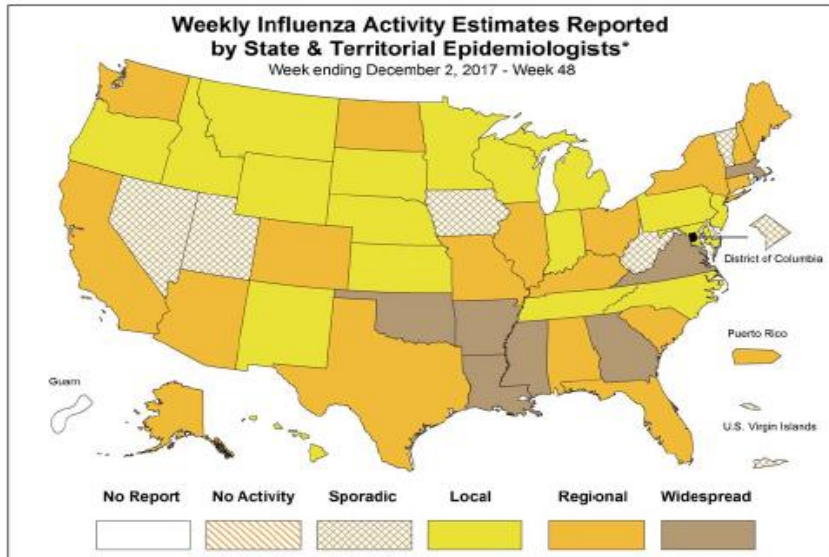 Weekly Influenza Activity Estimates Reported
by State & Territorial Epidemiologists*
Week ending December 2, 2017 - Week 48
District of Columbia
Puerto Rico
Guam
U.S. Virgin Islands
No Report
No Activity
Sporadic
Local
Regional
Widespread